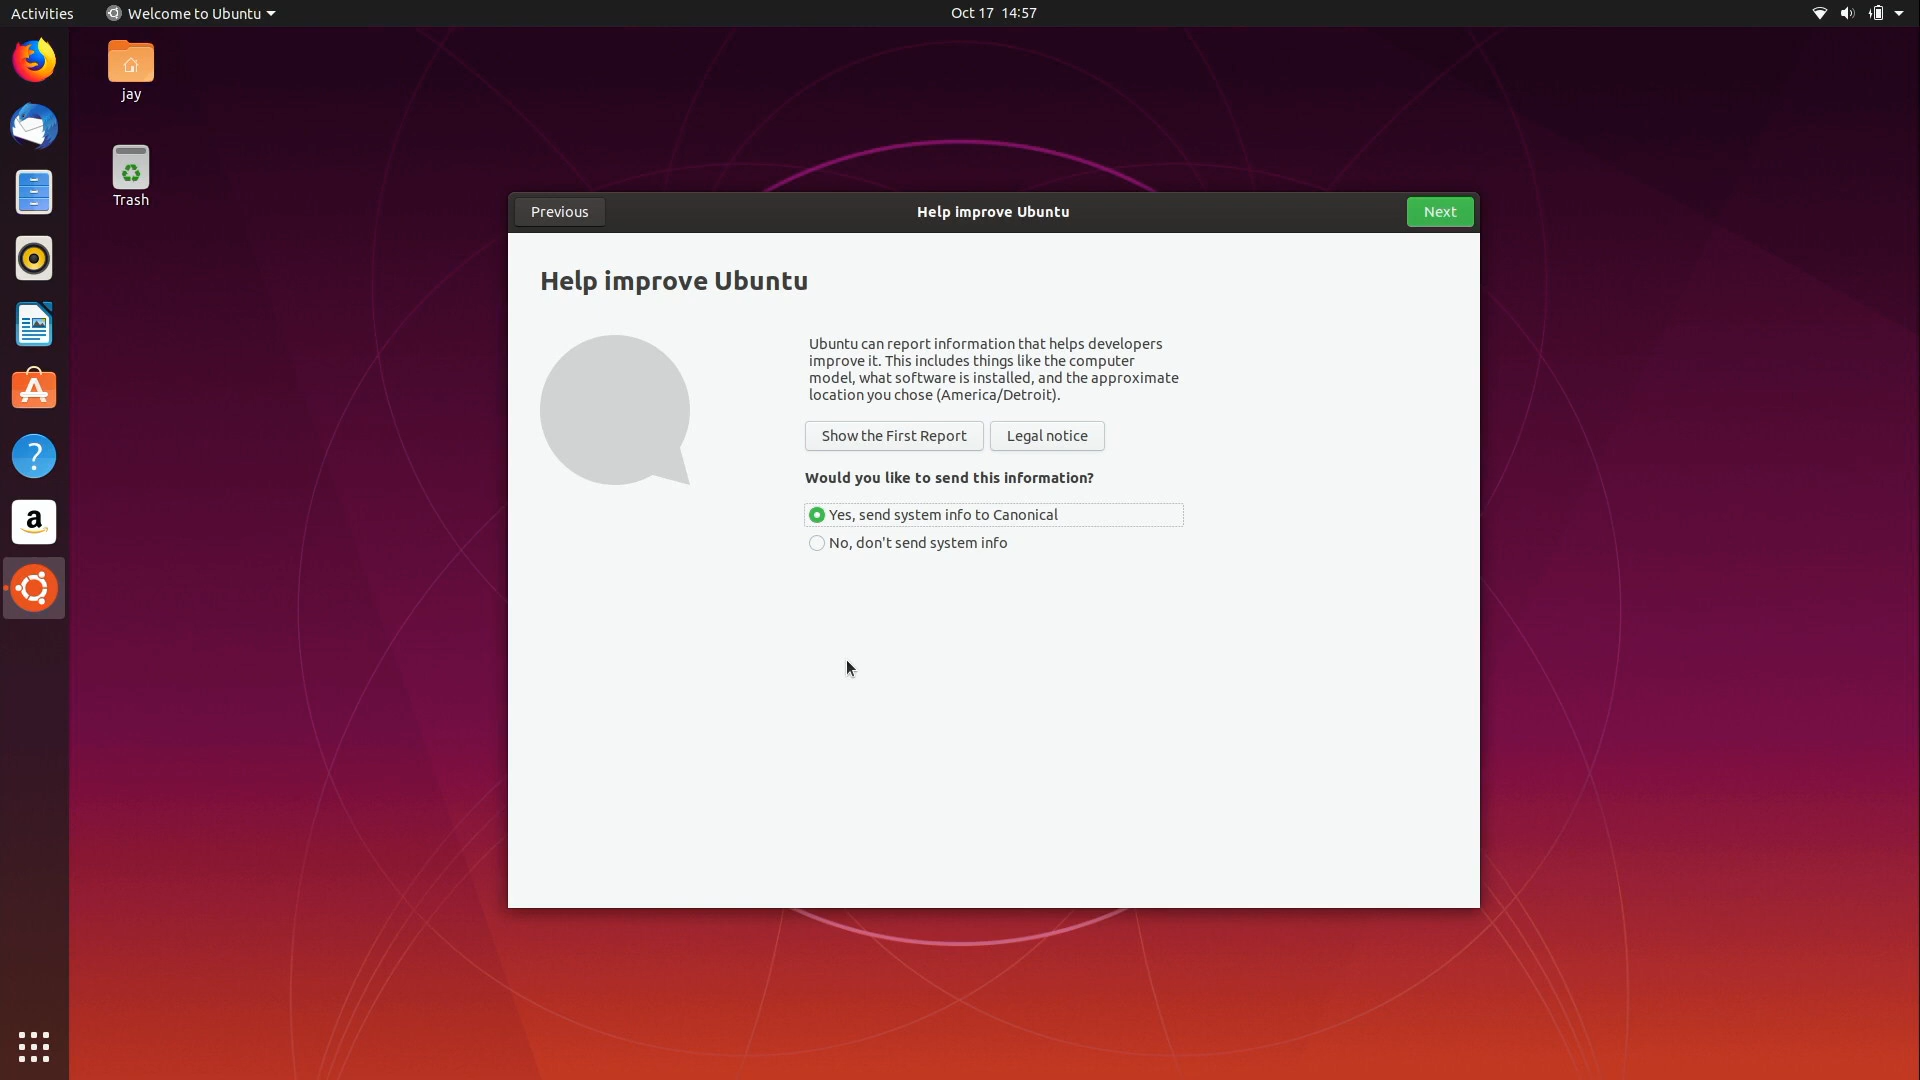 Activities
Welcome to Ubuntu
Oct 17 14:57
jay
Trash
Previous
Help improve Ubuntu
Next
Help improve Ubuntu
Ubuntu can report information that helps developers
improve it. This includes things like the computer
model, what software is installed, and the approximate
location you chose (America/Detroit).
Show the First Report
Legal notice
Would you like to send this information?
Yes, send system info to Canonical
No, don't send system info